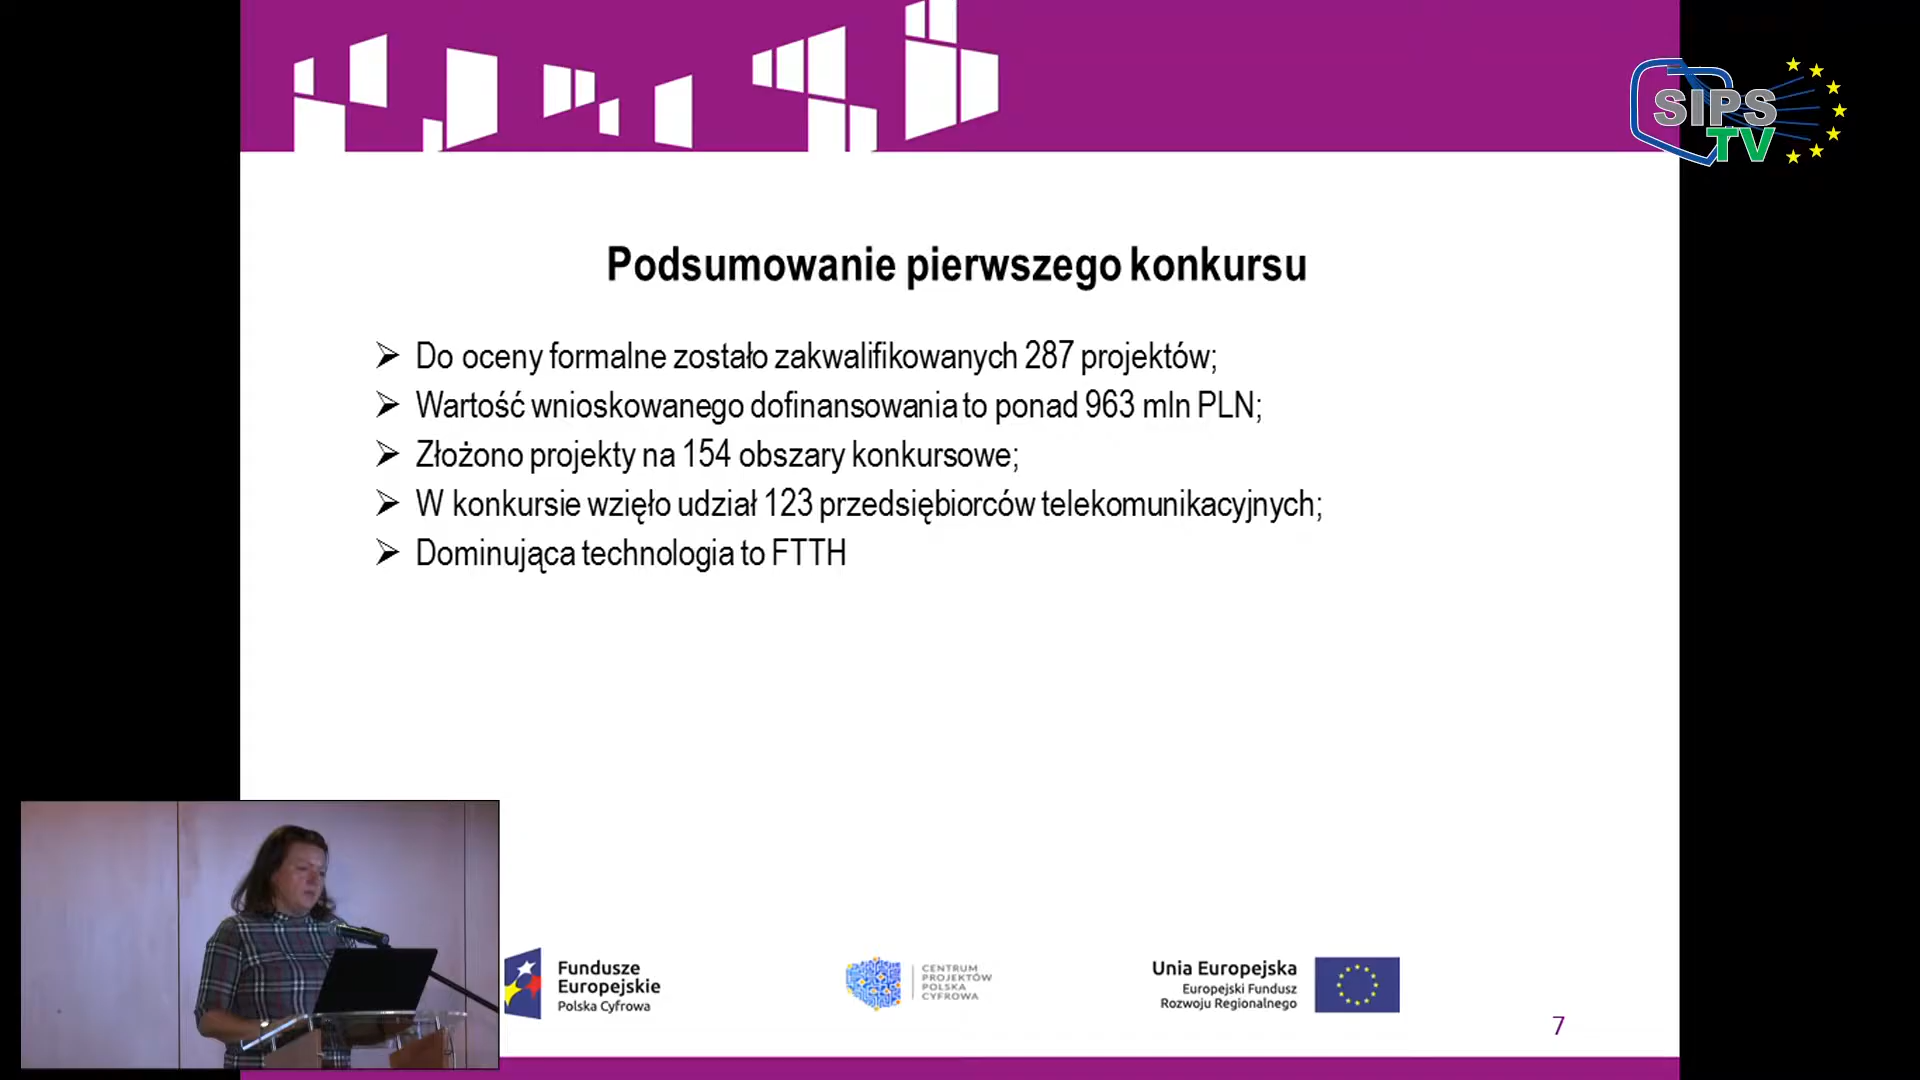 SIPS
TV
Podsumowanie pierwszego konkursu
Do oceny formalne zostało zakwalifikowanych 287 projektów;
Wartość wnioskowanego dofinansowania to ponad 963 mln PLN;
Złożono projekty na 154 obszary konkursowe;
W konkursie wzięło udział 123 przedsiębiorców telekomunikacyjnych;
Dominująca technologia to FTTH
Fundusze
Europejskie
Polska Cyfrowa
CENTRUM
PROJEKTÓW
POLSKA
CYFROWA
Unia Europejska
Europejski Fundusz
Rozwoju Regionalnego
7